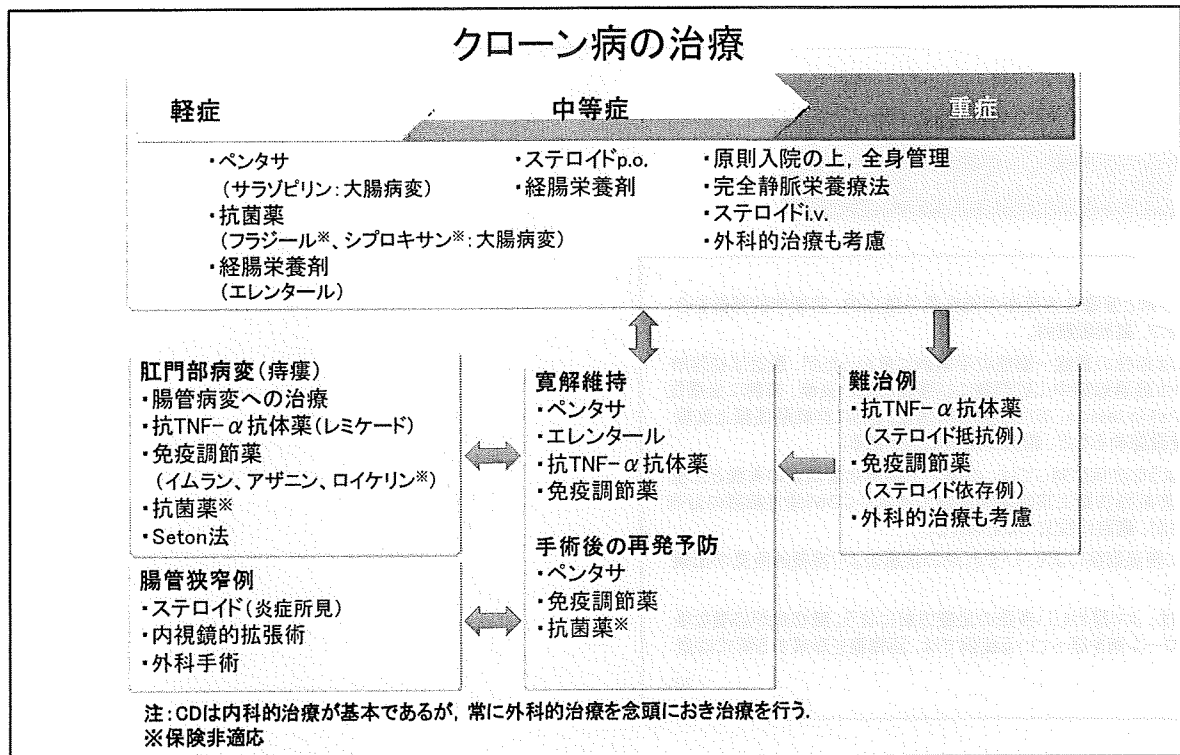 クローン病の治療
軽症
中等症
重症
・ペンタサ
(サラゾピリン:大腸病変)
・抗菌薬
(フラジール※、シプロキサン※:大腸病変)
・経腸栄養剤
(エレンタール)
・ステロイドp.o.
・経腸栄養剤
・原則入院の上, 全身管理
・完全静脈栄養療法
・ステロイドi.v.
・外科的治療も考慮
肛門部病変(痔瘻)
・腸管病変への治療
・抗TNF-α抗体薬(レミケード)
・免疫調節薬
(イムラン、アザニン、ロイケリン※)
・抗菌薬※
・Seton法
腸管狭窄例
・ステロイド(炎症所見)
・内視鏡的拡張術
・外科手術
寛解維持
・ペンタサ
・エレンタール
・抗TNF-α抗体薬
・免疫調節薬
手術後の再発予防
・ペンタサ
・免疫調節薬
・抗菌薬※
難治例
・抗TNF-α抗体薬
(ステロイド抵抗例)
・免疫調節薬
(ステロイド依存例)
・外科的治療も考慮
注:CDは内科的治療が基本であるが, 常に外科的治療を念頭におき治療を行う.
※保険非適応